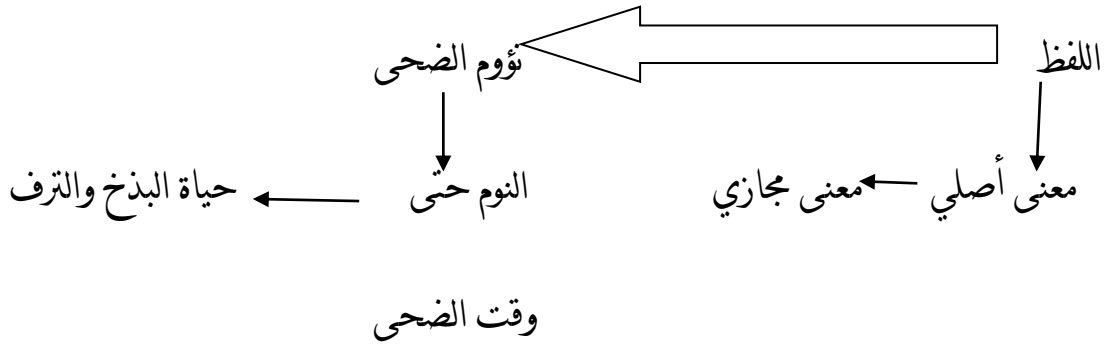 اللفظ نؤوم الضحى
معنى أصلي معنى مجازي النوم حتى حياة البذخ والترف
وقت الضحى